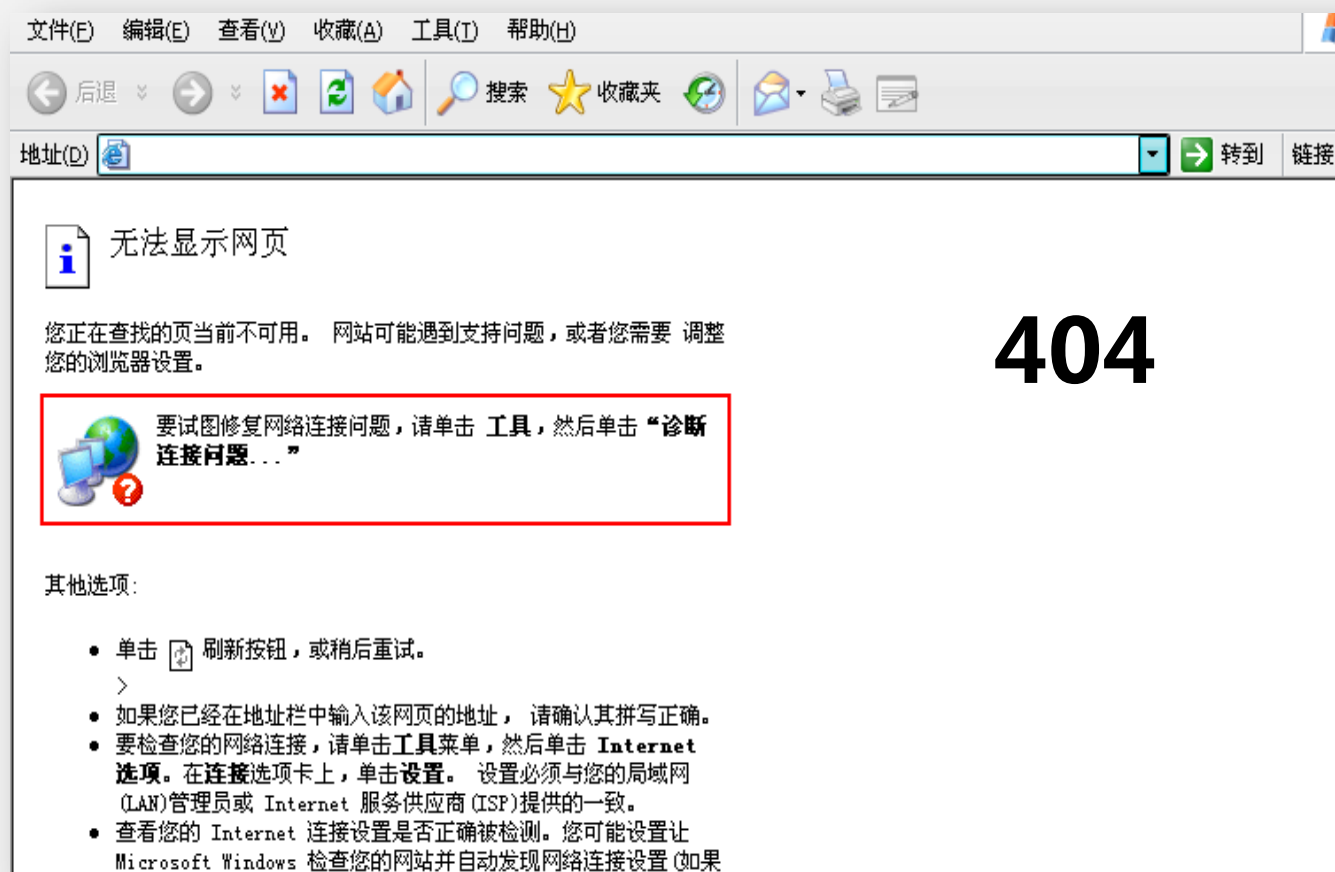 文件(F) 编辑(E) 查看(V) 收藏(A) 工具(T) 帮助(H)
后退 搜索 收藏夹
地址(D) 转到 链接
无法显示网页
您正在查找的页当前不可用。 网站可能遇到支持问题，或者您需要 调整
您的浏览器设置。
404
要试图修复网络连接问题，请单击 工具，然后单击“诊断
连接问题...”
其他选项:
单击 刷新按钮，或稍后重试。
>
如果您已经在地址栏中输入该网页的地址， 请确认其拼写正确。
要检查您的网络连接，请单击工具菜单，然后单击 Internet
选项。在连接选项卡上，单击设置。 设置必须与您的局域网
(LAN)管理员或 Internet 服务供应商(ISP)提供的一致。
查看您的 Internet 连接设置是否正确被检测。您可能设置让
Microsoft Windows 检查您的网站并自动发现网络连接设置(如果